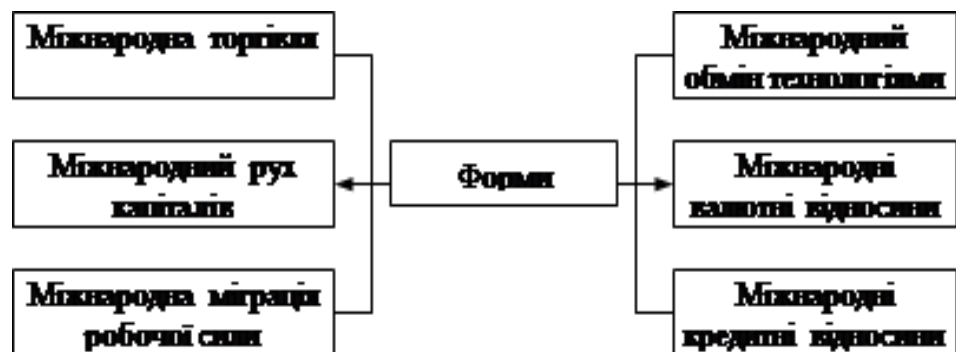 Міжнародна торгівля
Міжнародний рух
капіталів
Міжнародна міграція
робочої сили
Форми
Міжнародний
обмін технологіями
Міжнародні
валютні відносини
Міжнародні
кредитні відносини